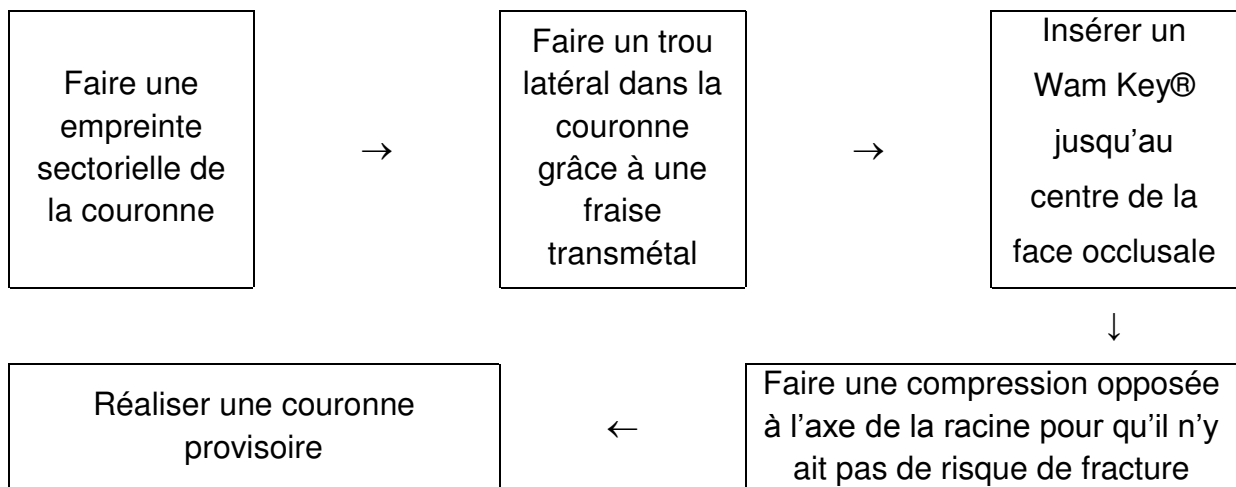 Faire une
empreinte
sectorielle de
la couronne
→
Faire un trou
latéral dans la
couronne
grâce à une
fraise
transmétal
→
Insérer un
Wam Key®
jusqu’au
centre de la
face occlusale
↓
Faire une compression opposée
à l’axe de la racine pour qu’il n’y
ait pas de risque de fracture
←
Réaliser une couronne
provisoire